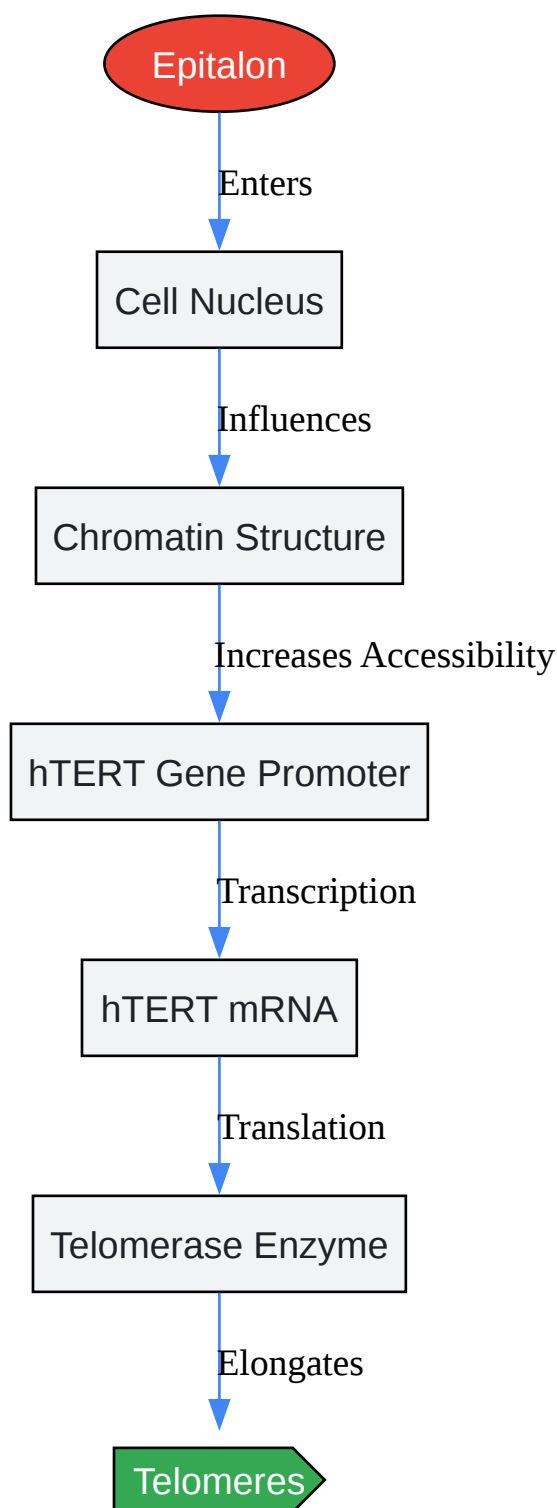 Epitalon
Enters
Cell Nucleus
Influences
Chromatin Structure
Increases Accessibility
hTERT Gene Promoter
Transcription
hTERT mRNA
Translation
Telomerase Enzyme
Elongates
Telomeres